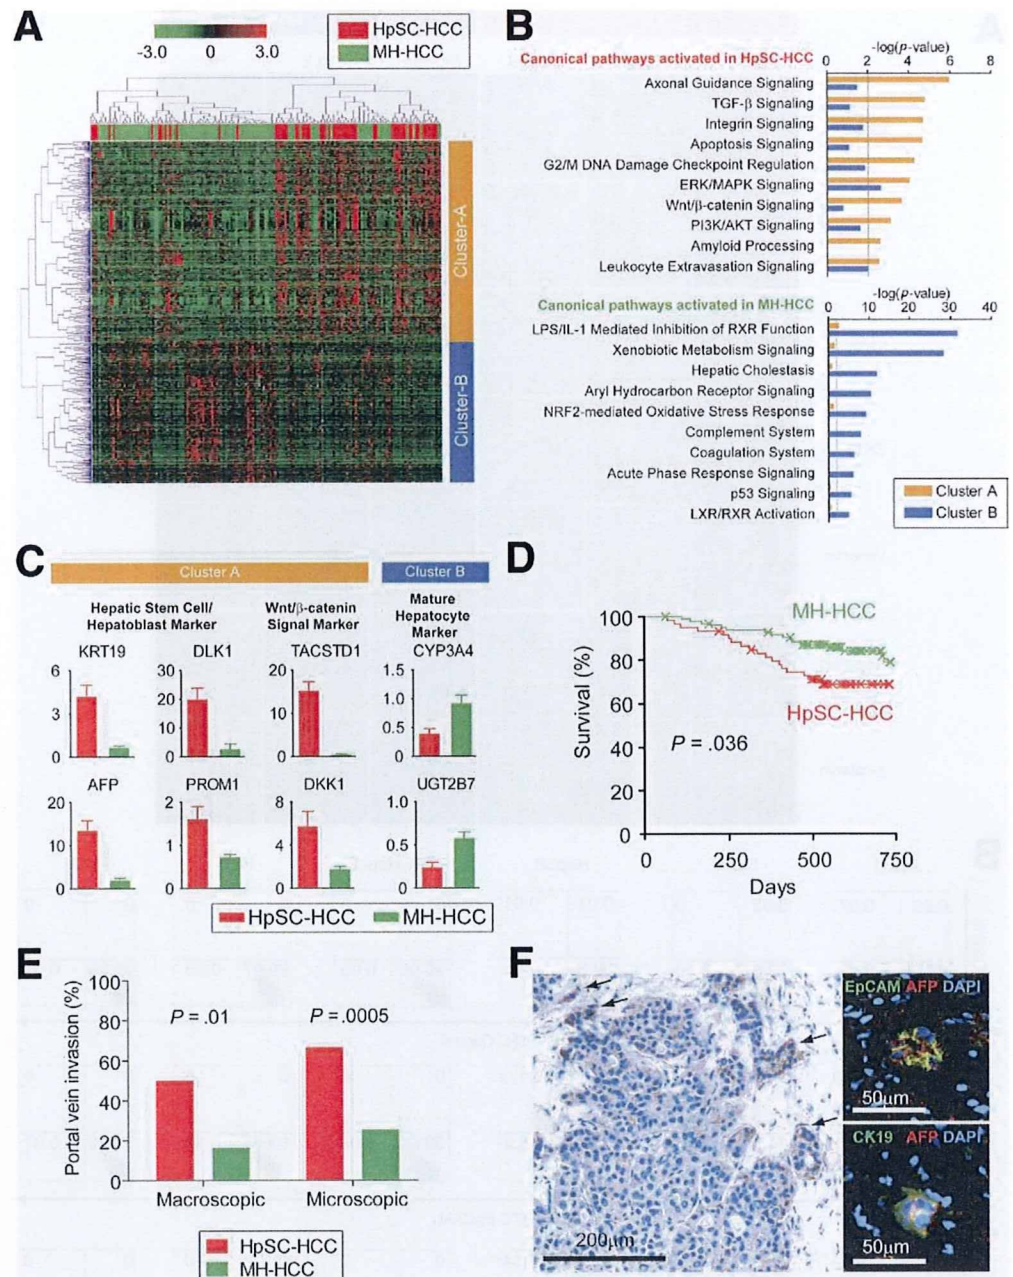 A
-3.0 0 3.0
HpSC-HCC
MH-HCC
Cluster-A
Cluster-B
B
-log(p-value)
Canonical pathways activated in HpSC-HCC
0 2 4 6 8
Axonal Guidance Signaling
TGF-β Signaling
Integrin Signaling
Apoptosis Signaling
G2/M DNA Damage Checkpoint Regulation
ERK/MAPK Signaling
Wnt/β-catenin Signaling
PI3K/AKT Signaling
Amyloid Processing
Leukocyte Extravasation Signaling
-log(p-value)
Canonical pathways activated in MH-HCC
0 10 20 30 40
LPS/IL-1 Mediated Inhibition of RXR Function
Xenobiotic Metabolism Signaling
Hepatic Cholestasis
Aryl Hydrocarbon Receptor Signaling
NRF2-mediated Oxidative Stress Response
Complement System
Coagulation System
Acute Phase Response Signaling
p53 Signaling
LXR/RXR Activation
Cluster A
Cluster B
C
Cluster A
Cluster B
Hepatic Stem Cell/
Hepatoblast Marker
Wnt/β-catenin
Signal Marker
Mature
Hepatocyte
Marker
KRT19
6
3
0
DLK1
30
20
10
0
TACSTD1
20
10
0
CYP3A4
1.5
1.0
0.5
0
AFP
20
10
0
PROM1
2
1
0
DKK1
8
4
0
UGT2B7
1.0
0.5
0
HpSC-HCC MH-HCC
D
Survival (%)
100
80
60
40
20
0
MH-HCC
HpSC-HCC
P = .036
0 250 500 750
Days
E
Portal vein invasion (%)
100
80
60
40
20
0
P = .01
P = .0005
Macroscopic
Microscopic
HpSC-HCC
MH-HCC
F
200μm
EpCAM AFP DAPI
50μm
CK19 AFP DAPI
50μm